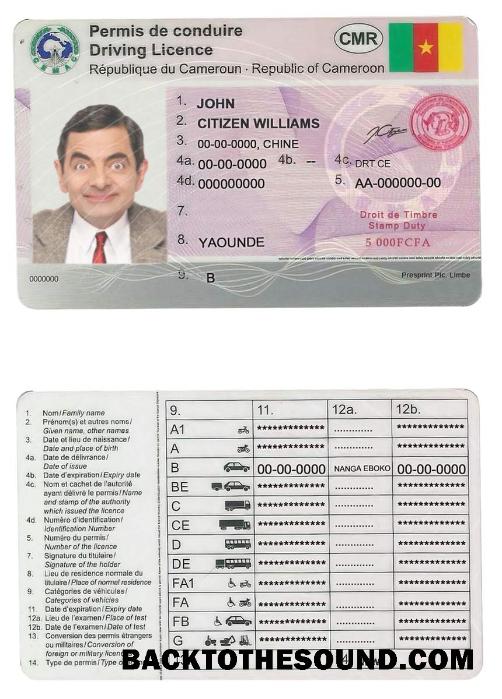 Permis de conduire
Driving Licence
République du Cameroun - Republic of Cameroon
CMR
CEMAC
1. JOHN
2. CITIZEN WILLIAMS
3. 00-00-0000, CHINE
4a. 00-00-0000 4b. -- 4c. DRT CE
4d. 000000000 5. AA-000000-00
7.
Droit de Timbre
Stamp Duty
8. YAOUNDE 5 000FCFA
0000000 9. B Presprint Plc, Limbe
1. Nom/Family name
2. Prénom(s) et autres noms/
Given name, other names
3. Date et lieu de naissance/
Date and place of birth
4a. Date de délivrance/
Date of issue
4b. Date d'expiration/Expiry date
4c. Nom et cachet de l'autorité
ayant délivré le permis/Name
and stamp of the authority
which issued the licence
4d. Numéro d'identification/
Identification Number
5. Numéro du permis/
Number of the licence
7. Signature du titulaire/
Signature of the holder
8. Lieu de residence normale du
titulaire/Place of normal residence
9. Catégories de véhicules/
Categories of vehicles
11. Date d'expiration/Expiry date
12a. Lieu de l'examen/Place of test
12b. Date de l'examen/Date of test
13. Conversion des permis étrangers
ou militaires/Conversion of
foreign or military licence
14. Type de permis/Type of
9. 11. 12a. 12b.
A1 ************* ............. *************
A ************* ............. *************
B 00-00-0000 NANGA EBOKO 00-00-0000
BE ************* ............. *************
C ************* ............. *************
CE ************* ............. *************
D ************* ............. *************
DE ************* ............. *************
FA1 ************* ............. *************
FA ************* ............. *************
FB ************* ............. *************
G ************* ............. *************
BACKTOTHESOUND.COM